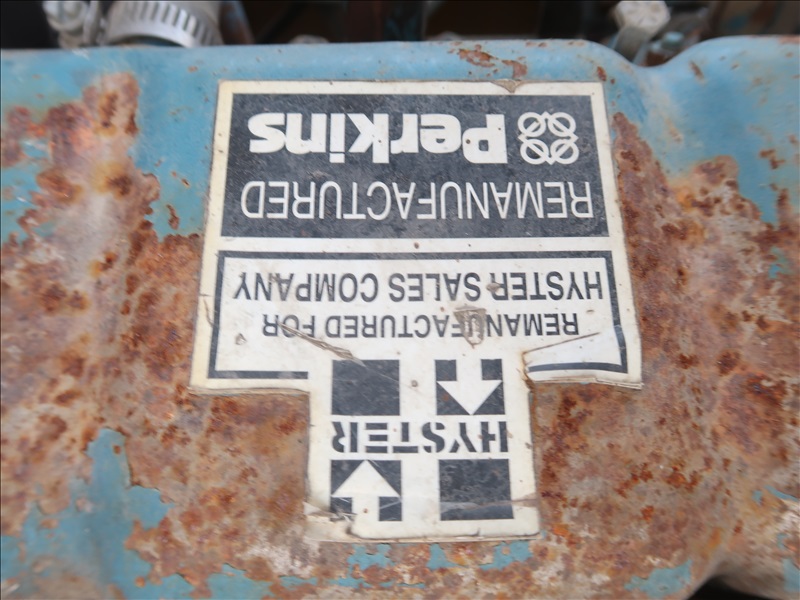 Perkins
REMANUFACTURED
HYSTER SALES COMPANY
REMANUFACTURED FOR
HYSTER